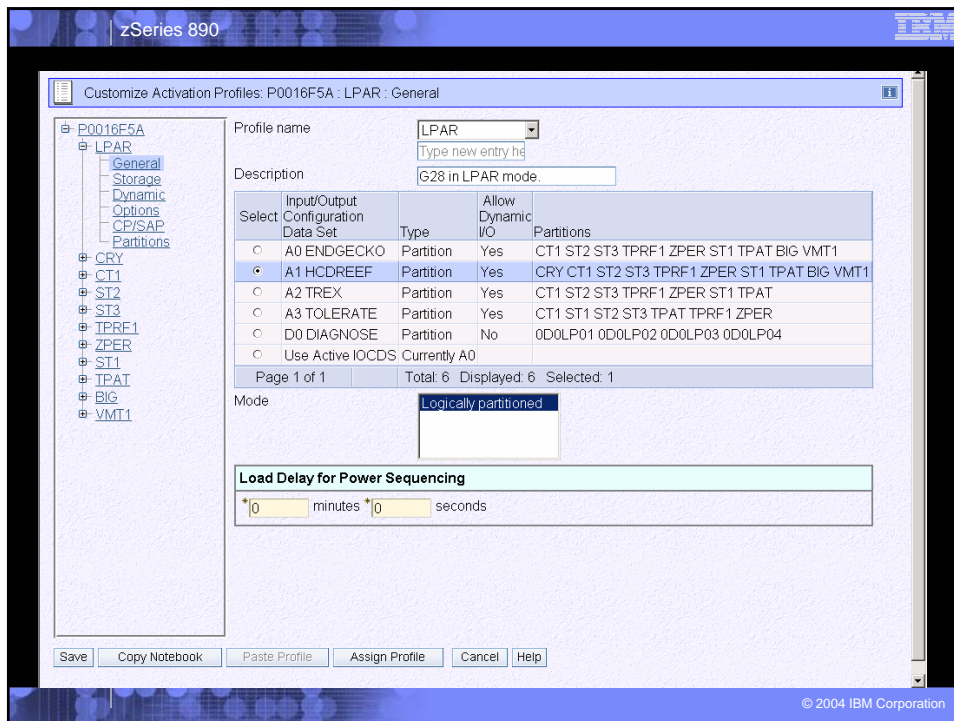 zSeries 890
IBM
Customize Activation Profiles: P0016F5A : LPAR : General
P0016F5A
LPAR
General
Storage
Dynamic
Options
CP/SAP
Partitions
CRY
CT1
ST2
ST3
TPRF1
ZPER
ST1
TPAT
BIG
VMT1
Profile name
LPAR
Type new entry he
Description
G28 in LPAR mode.
Select Input/Output Configuration Data Set Type Allow Dynamic I/O Partitions
A0 ENDGECKO Partition Yes CT1 ST2 ST3 TPRF1 ZPER ST1 TPAT BIG VMT1
A1 HCDREEF Partition Yes CRY CT1 ST2 ST3 TPRF1 ZPER ST1 TPAT BIG VMT1
A2 TREX Partition Yes CT1 ST2 ST3 TPRF1 ZPER ST1 TPAT
A3 TOLERATE Partition Yes CT1 ST1 ST2 ST3 TPAT TPRF1 ZPER
D0 DIAGNOSE Partition No 0D0LP01 0D0LP02 0D0LP03 0D0LP04
Use Active IOCDS Currently A0
Page 1 of 1 Total: 6 Displayed: 6 Selected: 1
Mode
Logically partitioned
Load Delay for Power Sequencing
*0 minutes *0 seconds
Save Copy Notebook Paste Profile Assign Profile Cancel Help
© 2004 IBM Corporation